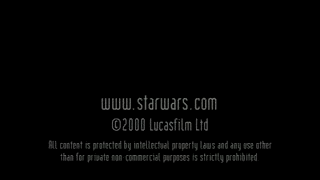 www.starwars.com
©2000 Lucasfilm Ltd
All content is protected by intellectual property laws and any use other
than for private non commercial purposes is strictly prohibited